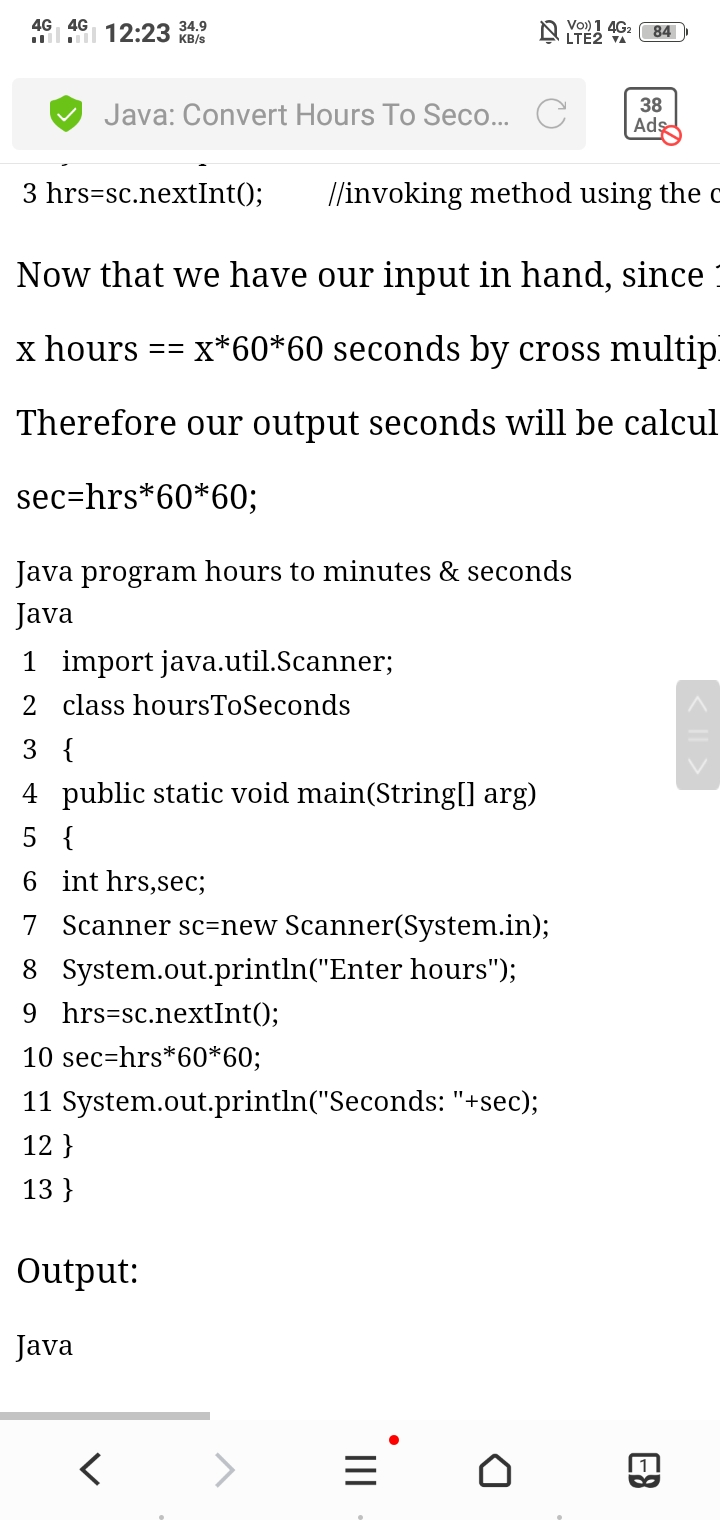 4G 4G 12:23 34.9 KB/s Vo)) 1 LTE2 4G2 84
Java: Convert Hours To Seco... 38 Ads
3 hrs=sc.nextInt(); //invoking method using the c
Now that we have our input in hand, since 1
x hours == x*60*60 seconds by cross multipl
Therefore our output seconds will be calcul
sec=hrs*60*60;
Java program hours to minutes & seconds
Java
1 import java.util.Scanner;
2 class hoursToSeconds
3 {
4 public static void main(String[] arg)
5 {
6 int hrs,sec;
7 Scanner sc=new Scanner(System.in);
8 System.out.println("Enter hours");
9 hrs=sc.nextInt();
10 sec=hrs*60*60;
11 System.out.println("Seconds: "+sec);
12 }
13 }
Output:
Java
1